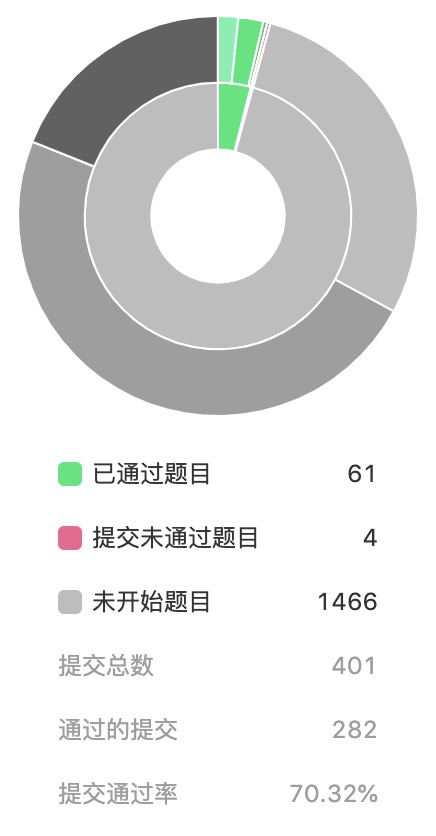 已通过题目 61
提交未通过题目 4
未开始题目 1466
提交总数 401
通过的提交 282
提交通过率 70.32%